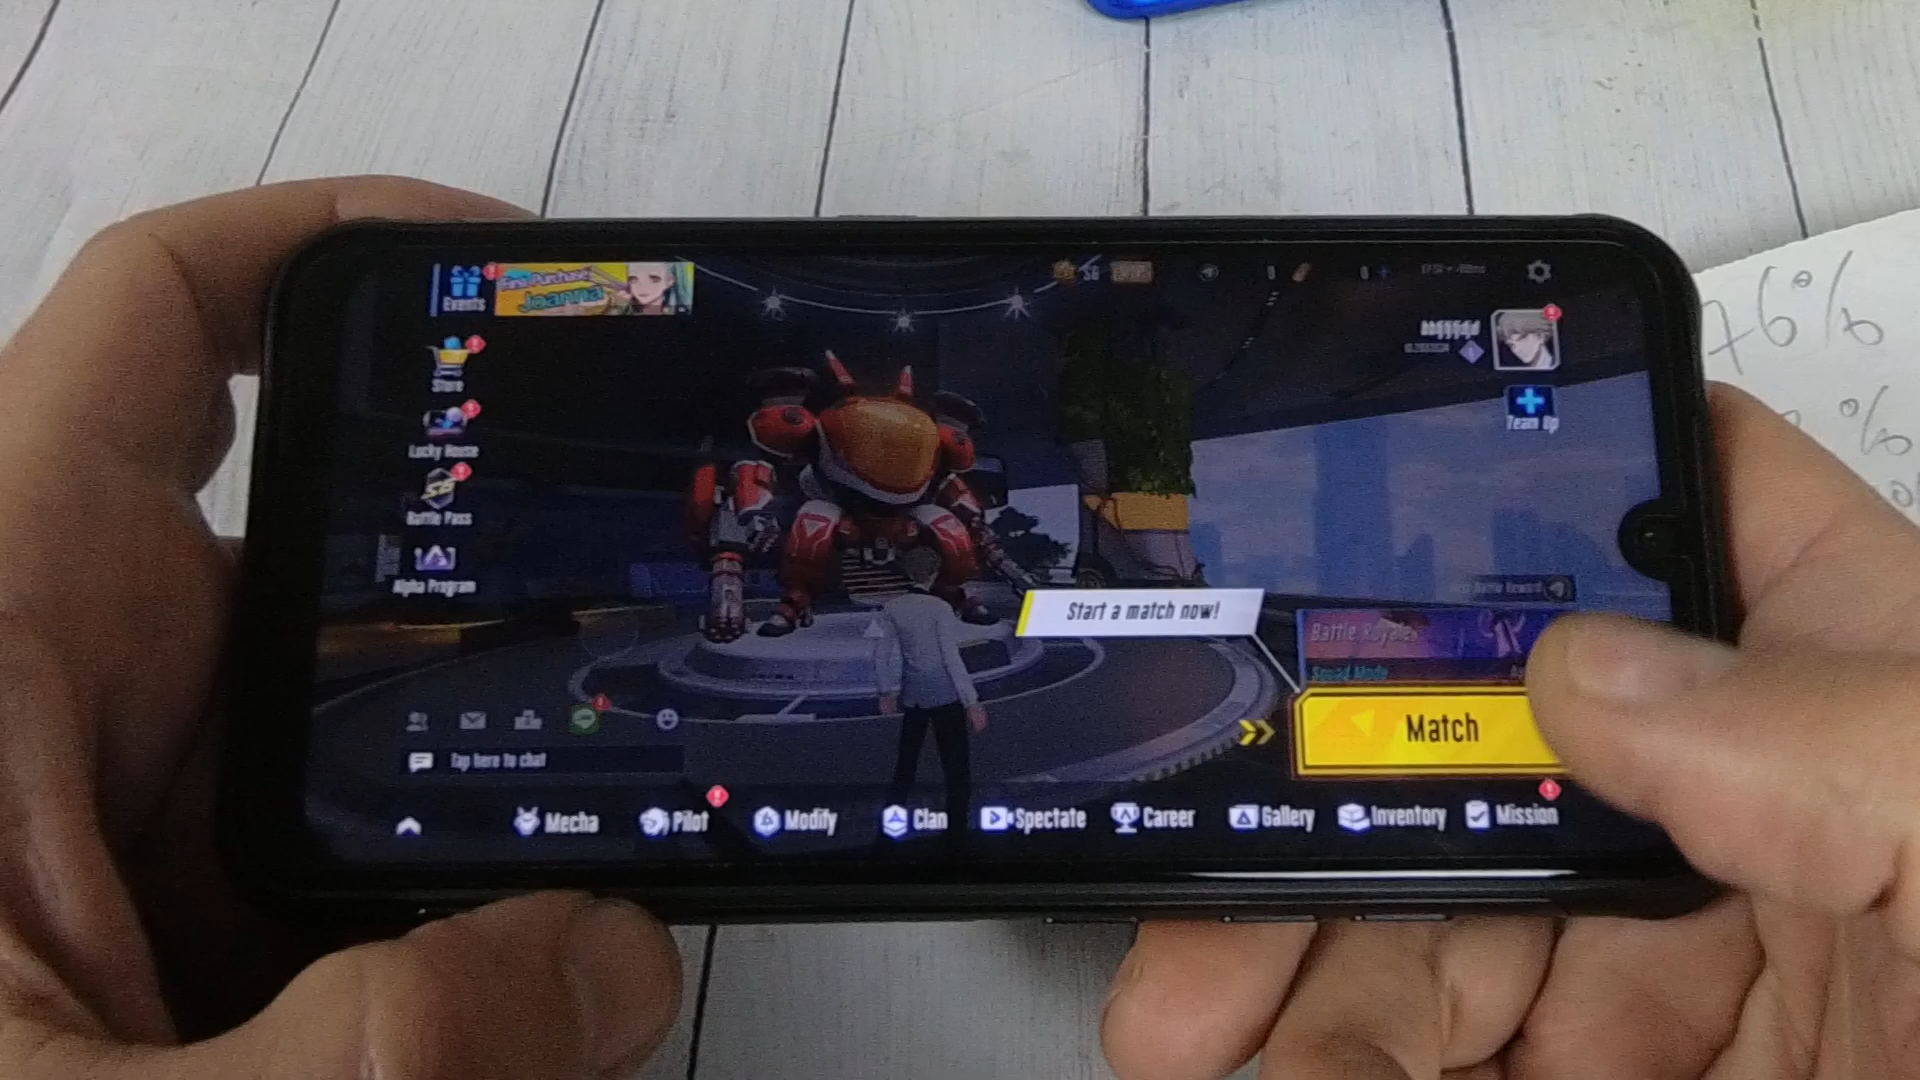 Events
First Purchase
Joanna
S6
Store
Lucky House
Battle Pass
Alpha Program
Team Up
Start a match now!
Battle Royale
Squad Mode
Match
Tap here to chat
Mecha
Pilot
Modify
Clan
Spectate
Career
Gallery
Inventory
Mission
76%
%